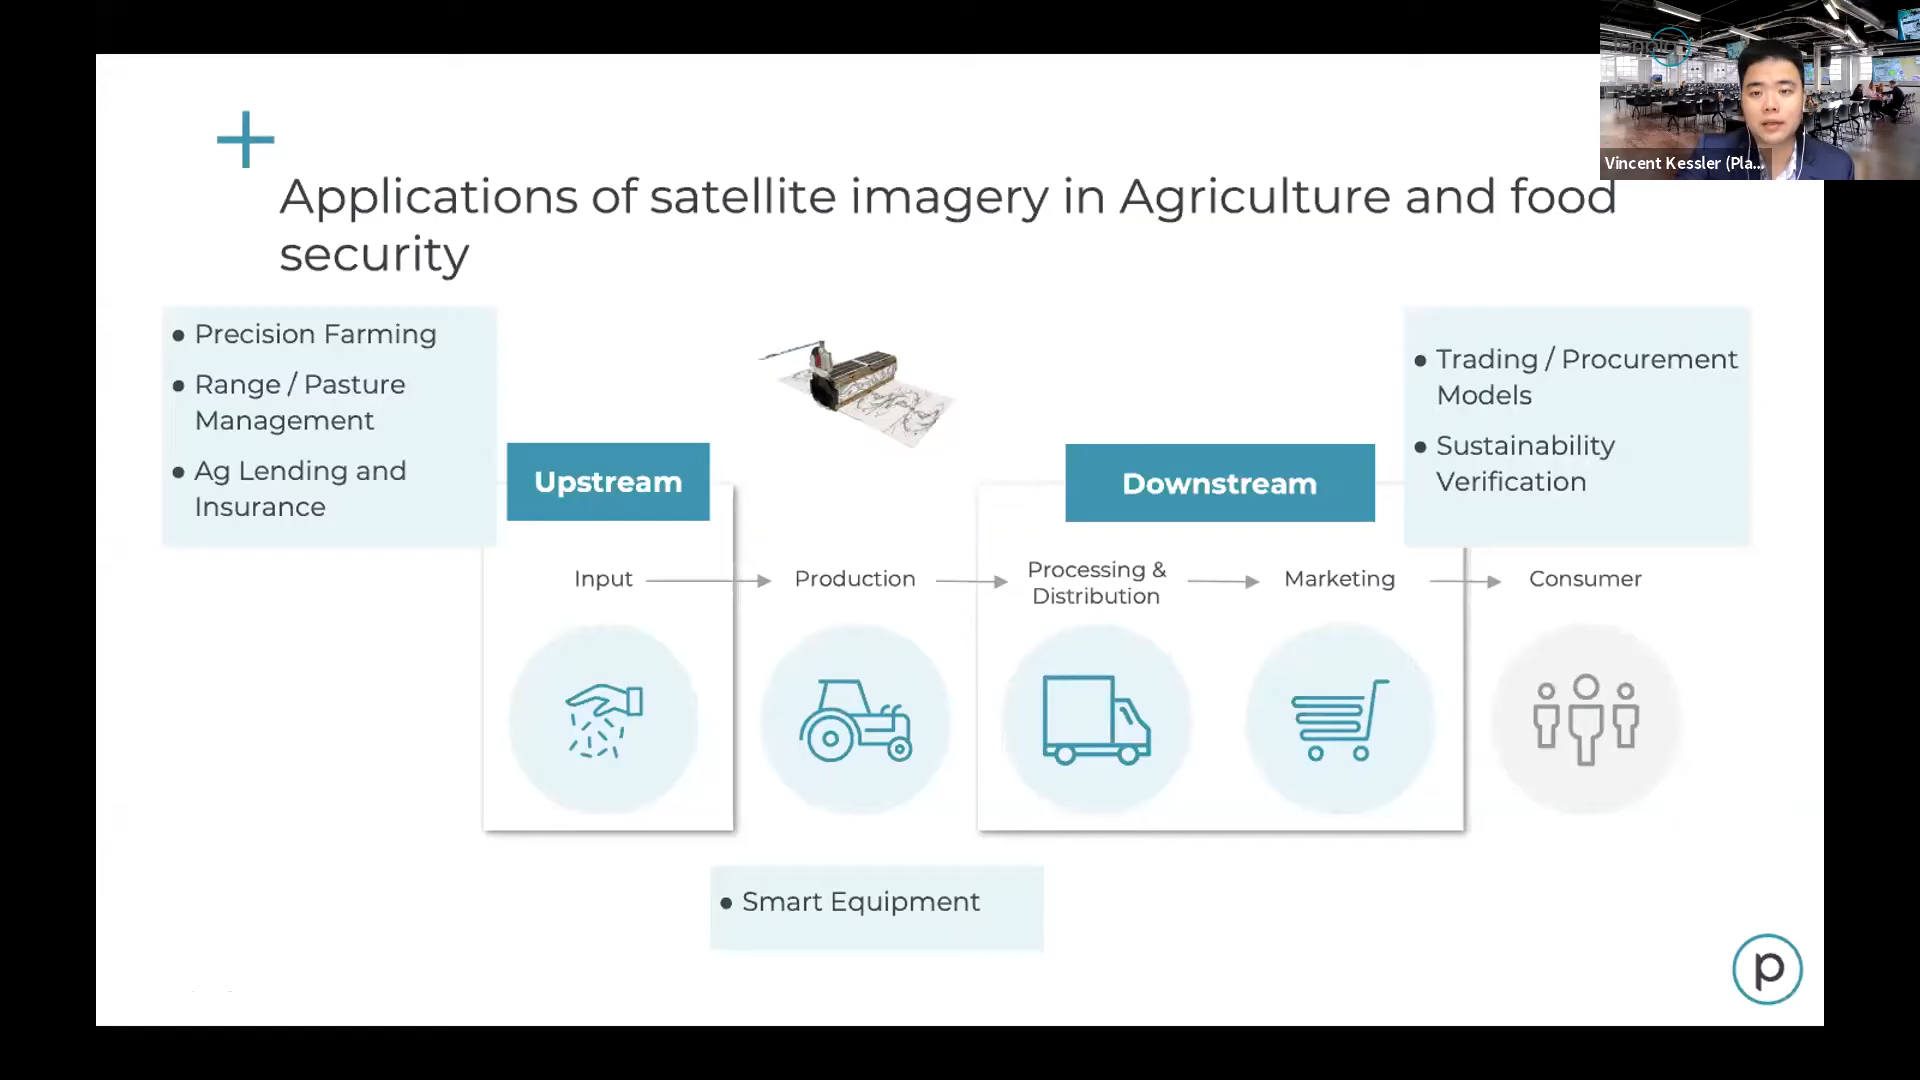 Applications of satellite imagery in Agriculture and food
security
Vincent Kessler (Pla...
● Precision Farming
● Range / Pasture
Management
● Ag Lending and
Insurance
Upstream
Downstream
● Trading / Procurement
Models
● Sustainability
Verification
Input
Production
Processing &
Distribution
Marketing
Consumer
● Smart Equipment
p